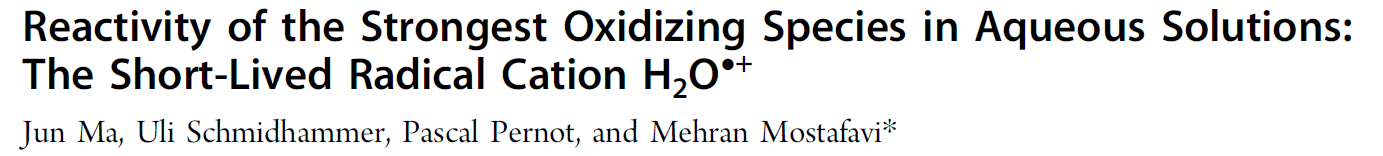 Reactivity of the Strongest Oxidizing Species in Aqueous Solutions:
The Short-Lived Radical Cation H₂O•⁺
Jun Ma, Uli Schmidhammer, Pascal Pernot, and Mehran Mostafavi*